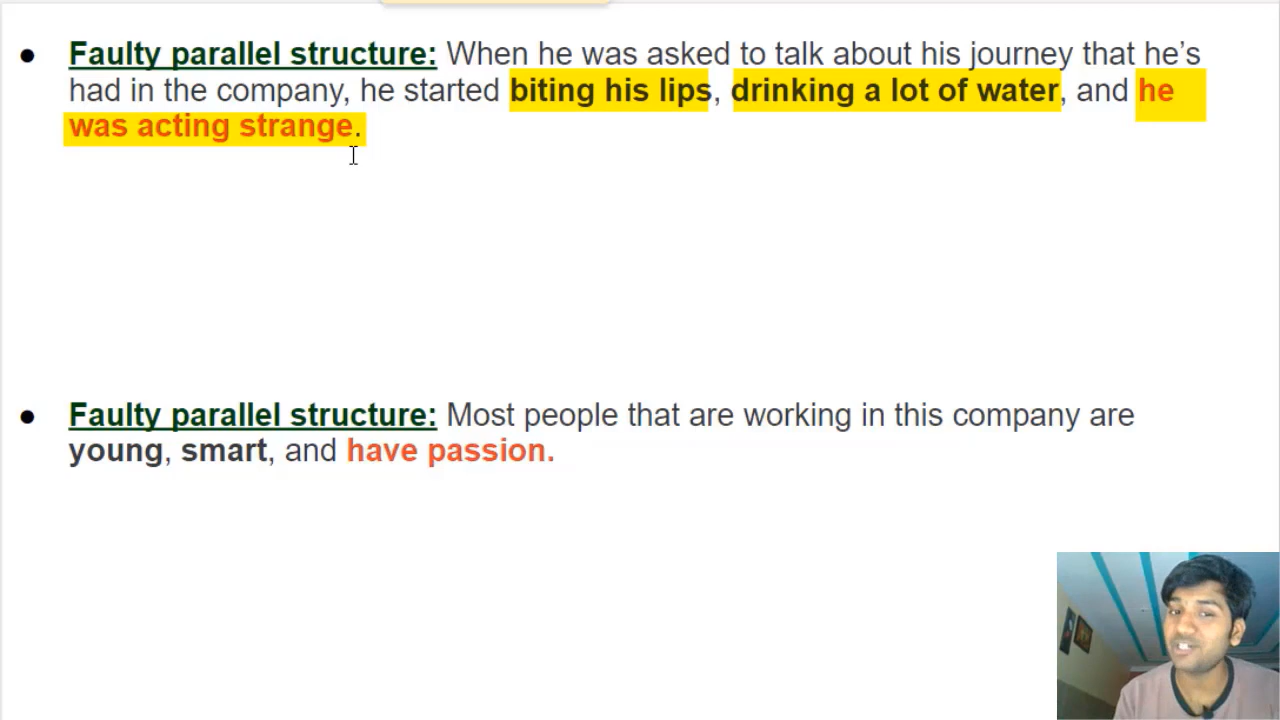 ● Faulty parallel structure: When he was asked to talk about his journey that he’s
had in the company, he started biting his lips, drinking a lot of water, and he
was acting strange.
● Faulty parallel structure: Most people that are working in this company are
young, smart, and have passion.